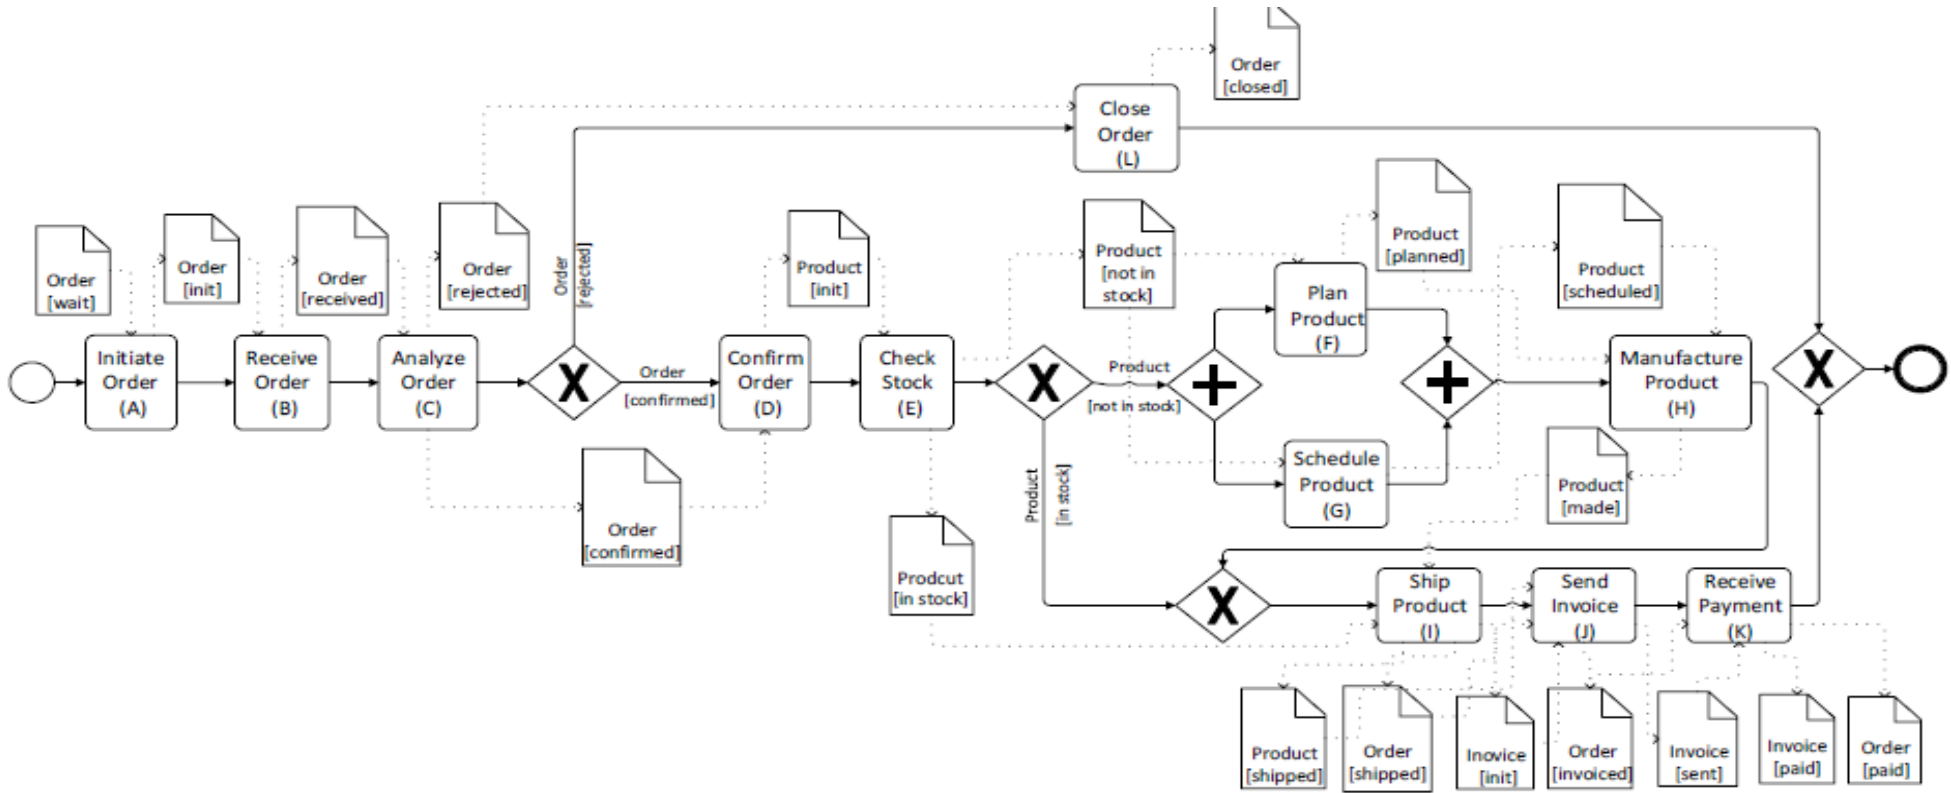 Order
[closed]
Close
Order
(L)
Order
[wait]
Order
[init]
Order
[received]
Order
[rejected]
Order
[rejected]
Product
[init]
Product
[not in
stock]
Product
[planned]
Product
[scheduled]
Initiate
Order
(A)
Receive
Order
(B)
Analyze
Order
(C)
X
Order
[confirmed]
Confirm
Order
(D)
Check
Stock
(E)
X
Product
[not in stock]
+
Plan
Product
(F)
+
Manufacture
Product
(H)
X
Schedule
Product
(G)
Product
[made]
Product
[in stock]
Order
[confirmed]
Prodcut
[in stock]
X
Ship
Product
(I)
Send
Invoice
(J)
Receive
Payment
(K)
Product
[shipped]
Order
[shipped]
Inovice
[init]
Order
[invoiced]
Invoice
[sent]
Invoice
[paid]
Order
[paid]